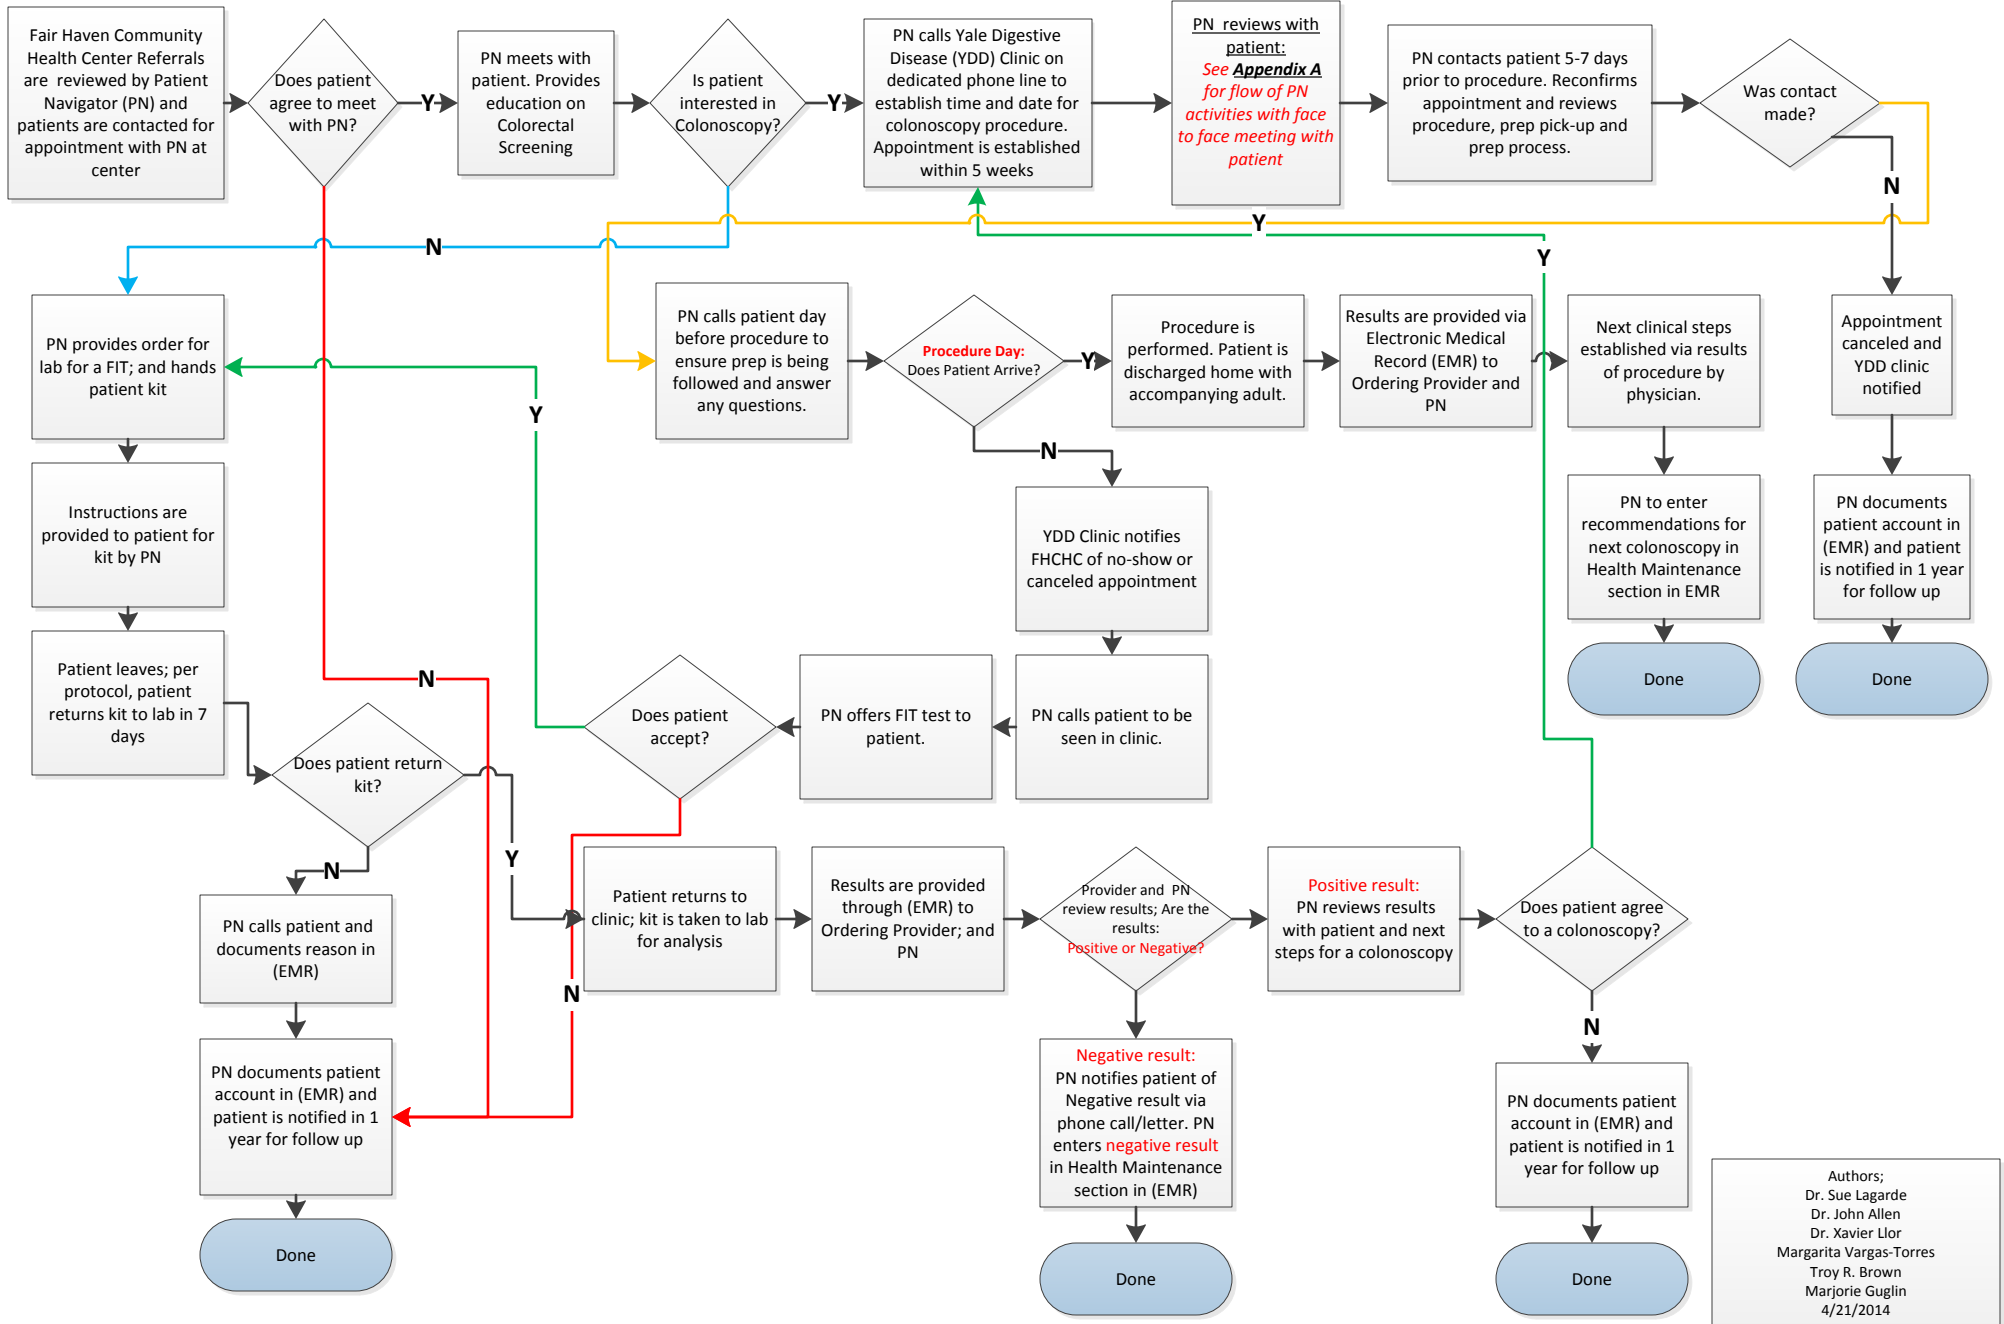 Fair Haven Community
Health Center Referrals
are reviewed by Patient
Navigator (PN) and
patients are contacted for
appointment with PN at
center
Does patient
agree to meet
with PN?
Y
PN meets with
patient. Provides
education on
Colorectal
Screening
Is patient
interested in
Colonoscopy?
Y
PN calls Yale Digestive
Disease (YDD) Clinic on
dedicated phone line to
establish time and date for
colonoscopy procedure.
Appointment is established
within 5 weeks
PN reviews with
patient:
See Appendix A
for flow of PN
activities with face
to face meeting with
patient
PN contacts patient 5-7 days
prior to procedure. Reconfirms
appointment and reviews
procedure, prep pick-up and
prep process.
Was contact
made?
N
Y
N
Y
PN provides order for
lab for a FIT; and hands
patient kit
PN calls patient day
before procedure to
ensure prep is being
followed and answer
any questions.
Procedure Day:
Does Patient Arrive?
Y
Procedure is
performed. Patient is
discharged home with
accompanying adult.
Results are provided via
Electronic Medical
Record (EMR) to
Ordering Provider and
PN
Next clinical steps
established via results
of procedure by
physician.
Appointment
canceled and
YDD clinic
notified
Y
N
Instructions are
provided to patient for
kit by PN
YDD Clinic notifies
FHCHC of no-show or
canceled appointment
PN to enter
recommendations for
next colonoscopy in
Health Maintenance
section in EMR
PN documents
patient account in
(EMR) and patient
is notified in 1 year
for follow up
Patient leaves; per
protocol, patient
returns kit to lab in 7
days
N
Does patient
accept?
PN offers FIT test to
patient.
PN calls patient to be
seen in clinic.
Done
Done
Does patient return
kit?
N
Y
PN calls patient and
documents reason in
(EMR)
Patient returns to
clinic; kit is taken to lab
for analysis
Results are provided
through (EMR) to
Ordering Provider; and
PN
Provider and PN
review results; Are the
results:
Positive or Negative?
Positive result:
PN reviews results
with patient and next
steps for a colonoscopy
Does patient agree
to a colonoscopy?
N
N
PN documents patient
account in (EMR) and
patient is notified in 1
year for follow up
Negative result:
PN notifies patient of
Negative result via
phone call/letter. PN
enters negative result
in Health Maintenance
section in (EMR)
PN documents patient
account in (EMR) and
patient is notified in 1
year for follow up
Done
Done
Done
Authors;
Dr. Sue Lagarde
Dr. John Allen
Dr. Xavier Llor
Margarita Vargas-Torres
Troy R. Brown
Marjorie Guglin
4/21/2014